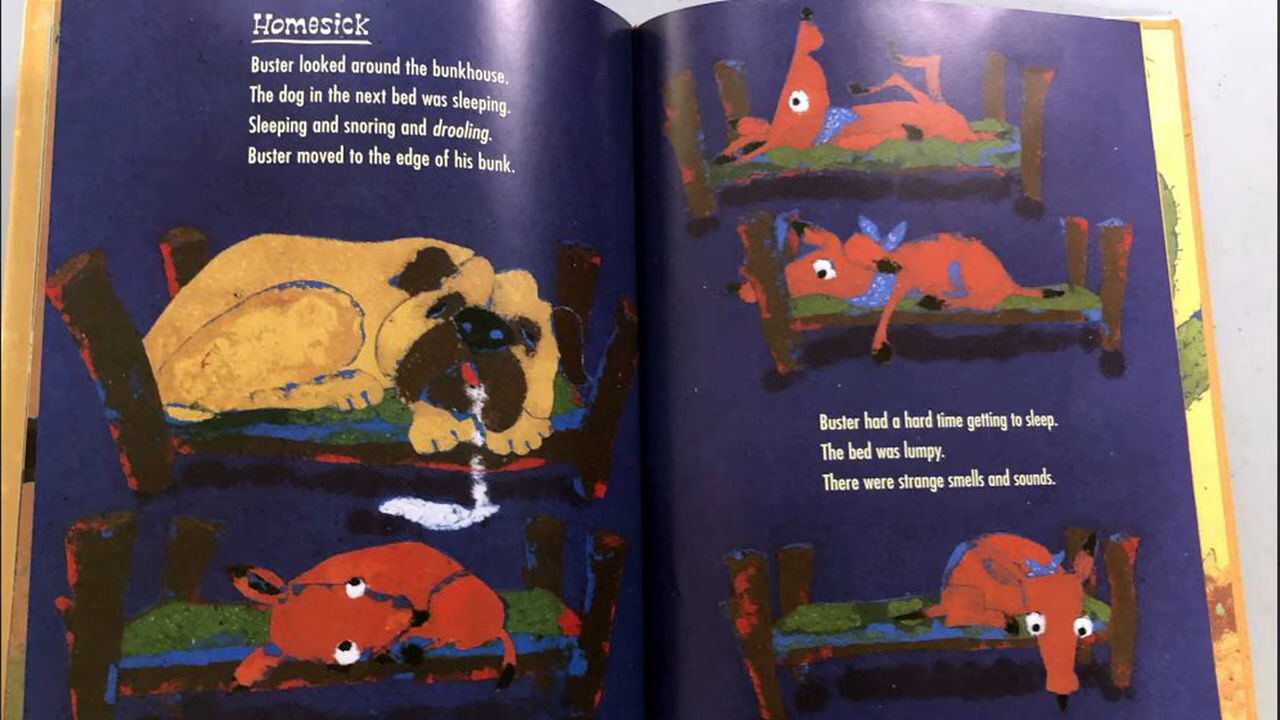 Homesick
Buster looked around the bunkhouse.
The dog in the next bed was sleeping.
Sleeping and snoring and drooling.
Buster moved to the edge of his bunk.
Buster had a hard time getting to sleep.
The bed was lumpy.
There were strange smells and sounds.